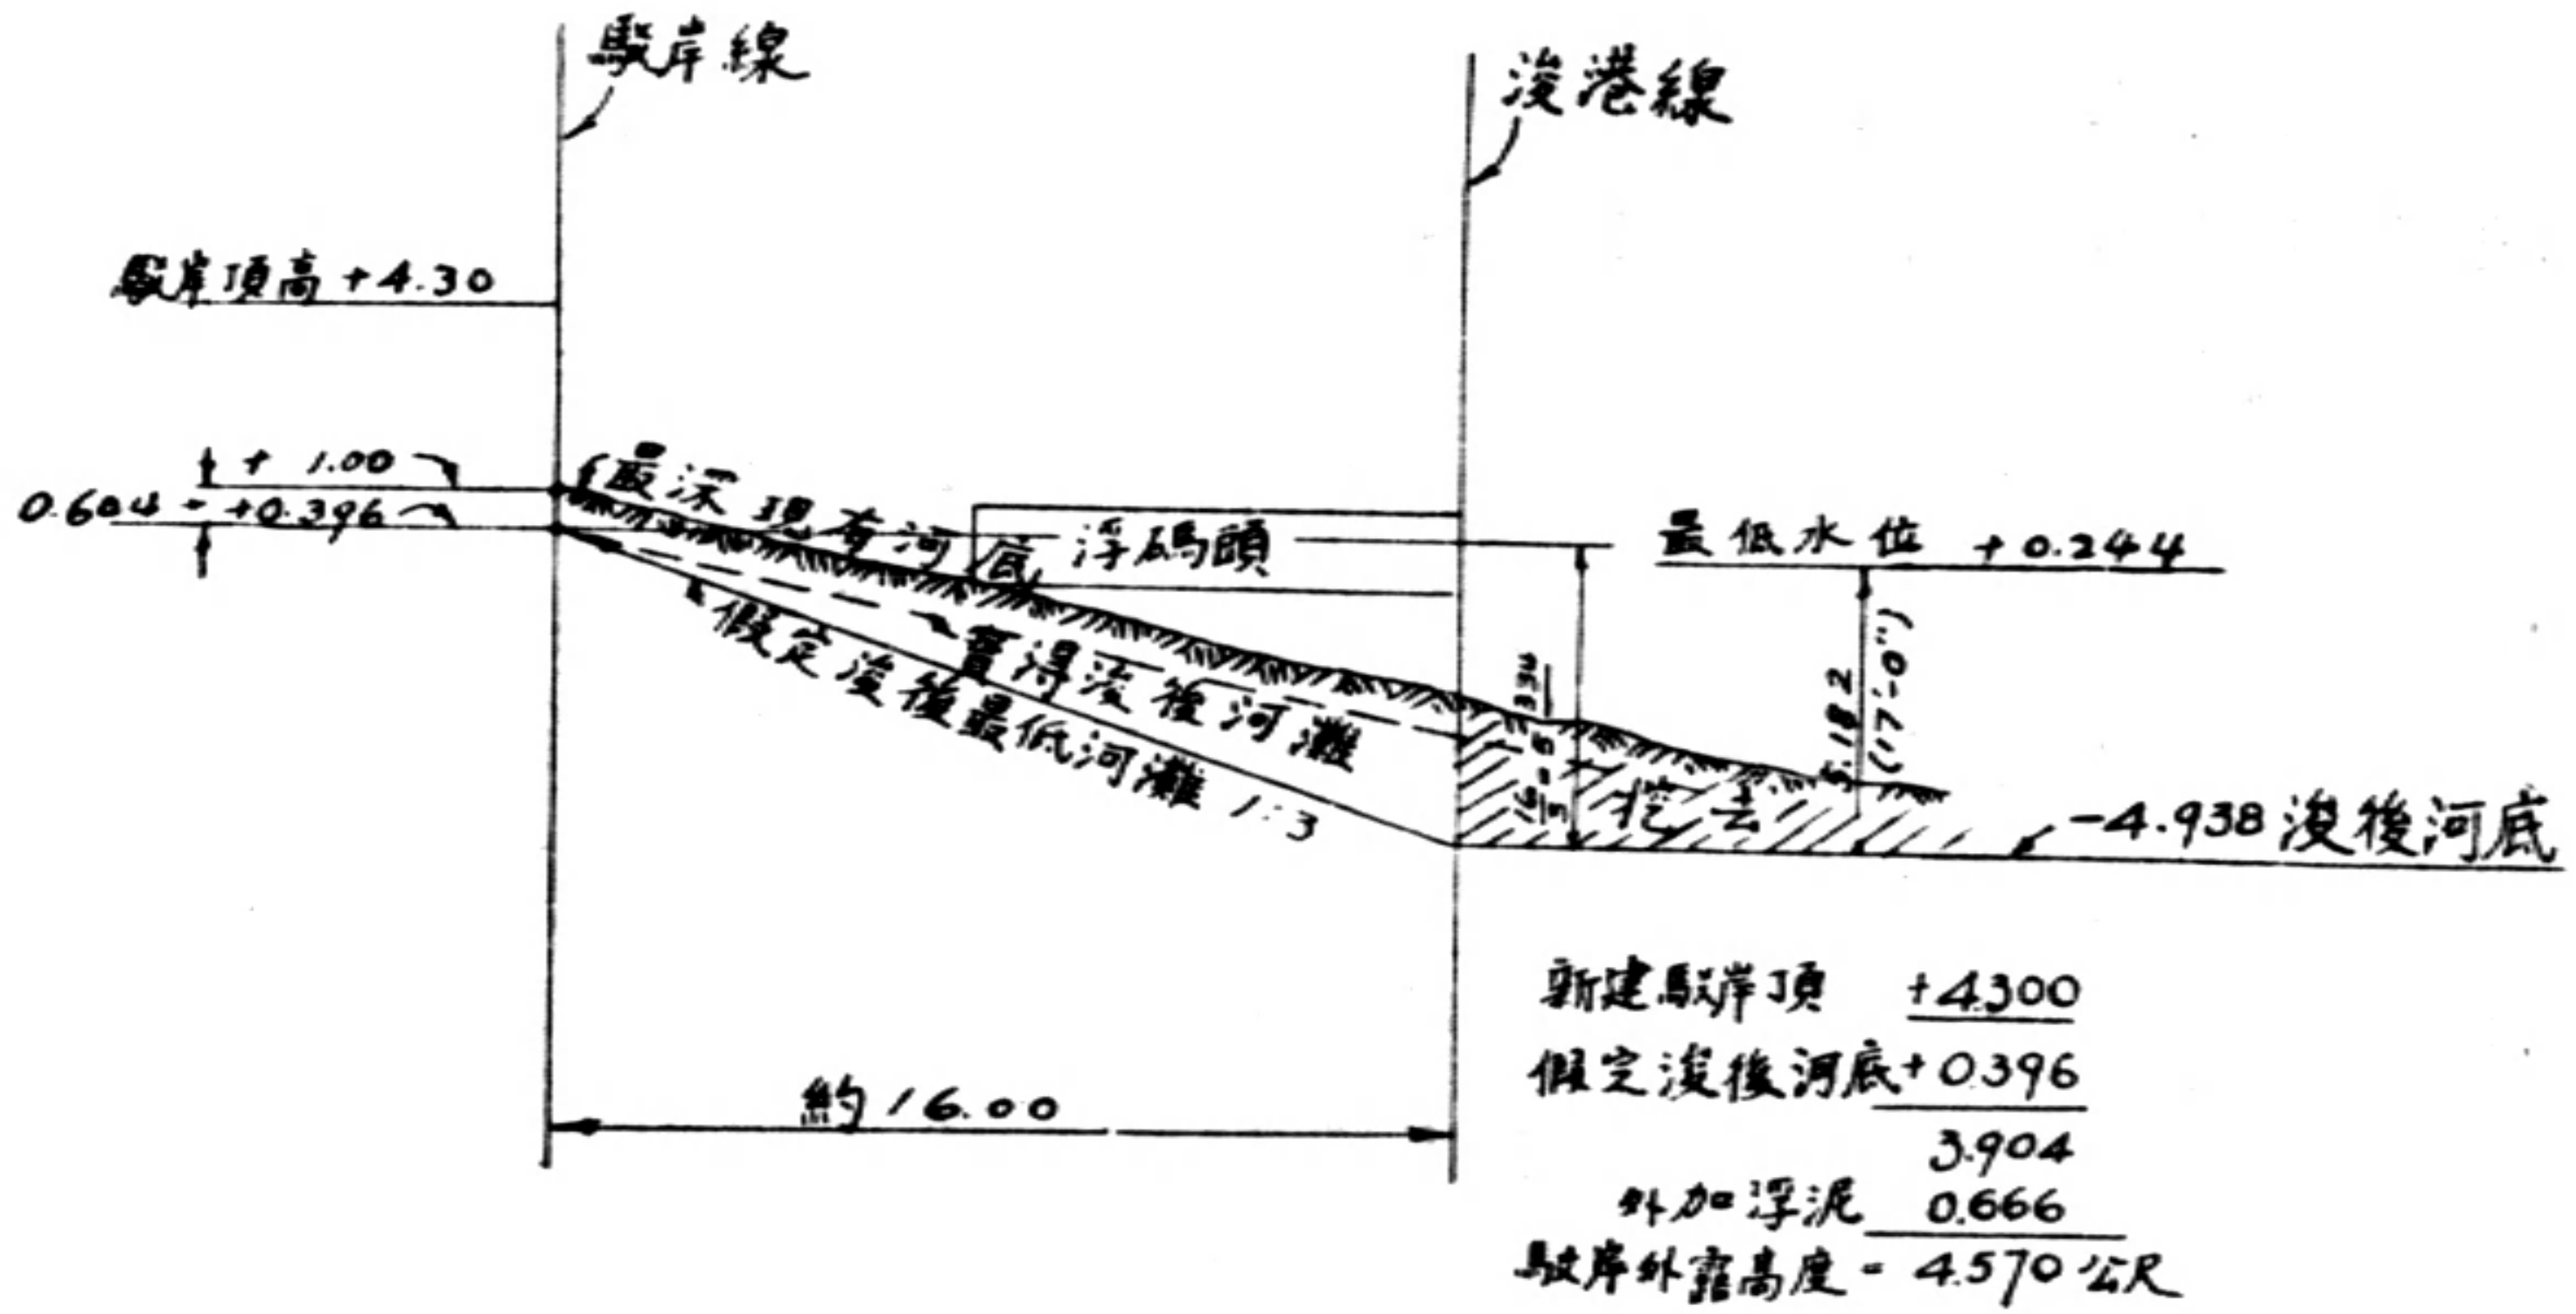 駁岸線
浚港線
駁岸頂高 +4.30
+ 1.00
0.604 = +0.396
最深現有河底
浮碼頭
最低水位 +0.244
假定浚後最低河灘 1:3
實得浚後河灘
5.182
(17'-0")
挖去
-4.938 浚後河底
約 16.00
新建駁岸頂 +4.300
假定浚後河底 +0.396
3.904
外加浮泥 0.666
駁岸外露高度 = 4.570 公尺